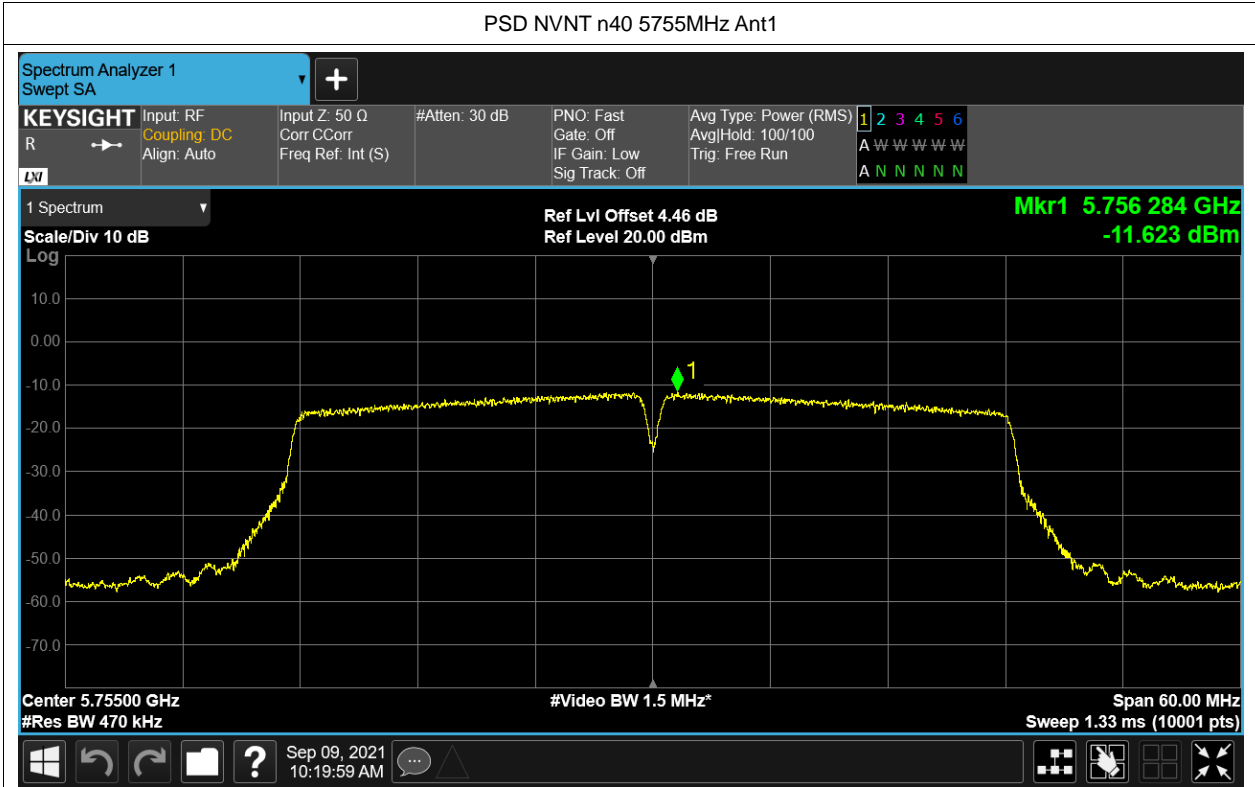 PSD NVNT n40 5755MHz Ant1
Spectrum Analyzer 1
Swept SA
KEYSIGHT
R
LXI
Input: RF
Coupling: DC
Align: Auto
Input Z: 50 Ω
Corr CCorr
Freq Ref: Int (S)
#Atten: 30 dB
PNO: Fast
Gate: Off
IF Gain: Low
Sig Track: Off
Avg Type: Power (RMS)
Avg|Hold: 100/100
Trig: Free Run
1 2 3 4 5 6
A W W W W W
A N N N N N
1 Spectrum
Scale/Div 10 dB
Log
Ref Lvl Offset 4.46 dB
Ref Level 20.00 dBm
Mkr1 5.756 284 GHz
-11.623 dBm
10.0
0.00
-10.0
-20.0
-30.0
-40.0
-50.0
-60.0
-70.0
1
Center 5.75500 GHz
#Res BW 470 kHz
#Video BW 1.5 MHz*
Span 60.00 MHz
Sweep 1.33 ms (10001 pts)
?
Sep 09, 2021
10:19:59 AM